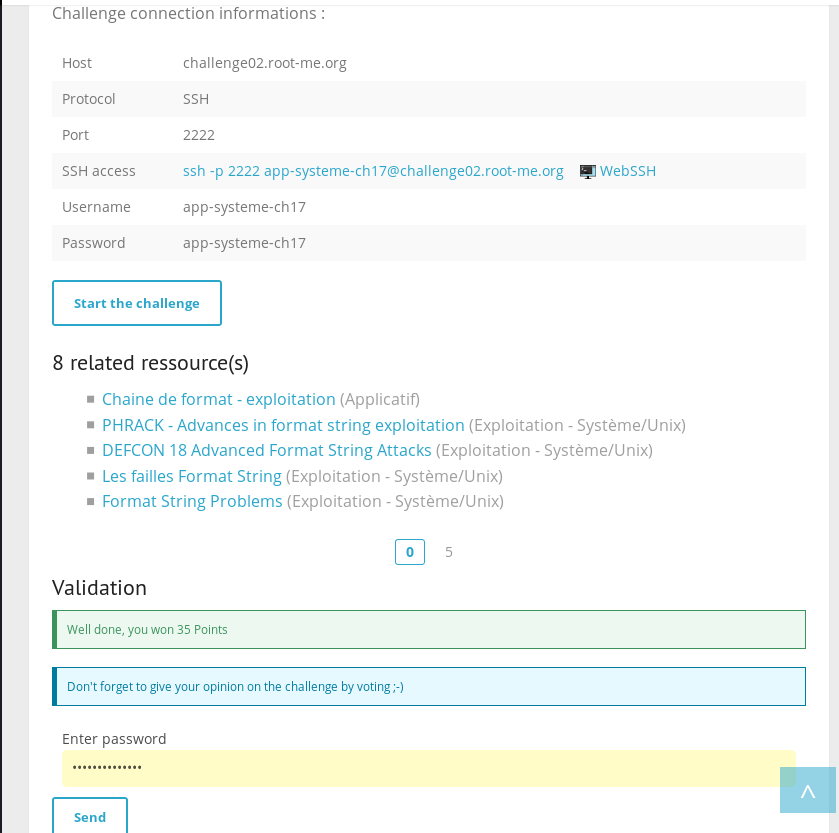 Challenge connection informations :
Host challenge02.root-me.org
Protocol SSH
Port 2222
SSH access ssh -p 2222 app-systeme-ch17@challenge02.root-me.org WebSSH
Username app-systeme-ch17
Password app-systeme-ch17
Start the challenge
8 related ressource(s)
Chaine de format - exploitation (Applicatif)
PHRACK - Advances in format string exploitation (Exploitation - Système/Unix)
DEFCON 18 Advanced Format String Attacks (Exploitation - Système/Unix)
Les failles Format String (Exploitation - Système/Unix)
Format String Problems (Exploitation - Système/Unix)
0 5
Validation
Well done, you won 35 Points
Don't forget to give your opinion on the challenge by voting ;-)
Enter password
••••••••••••••
^
Send